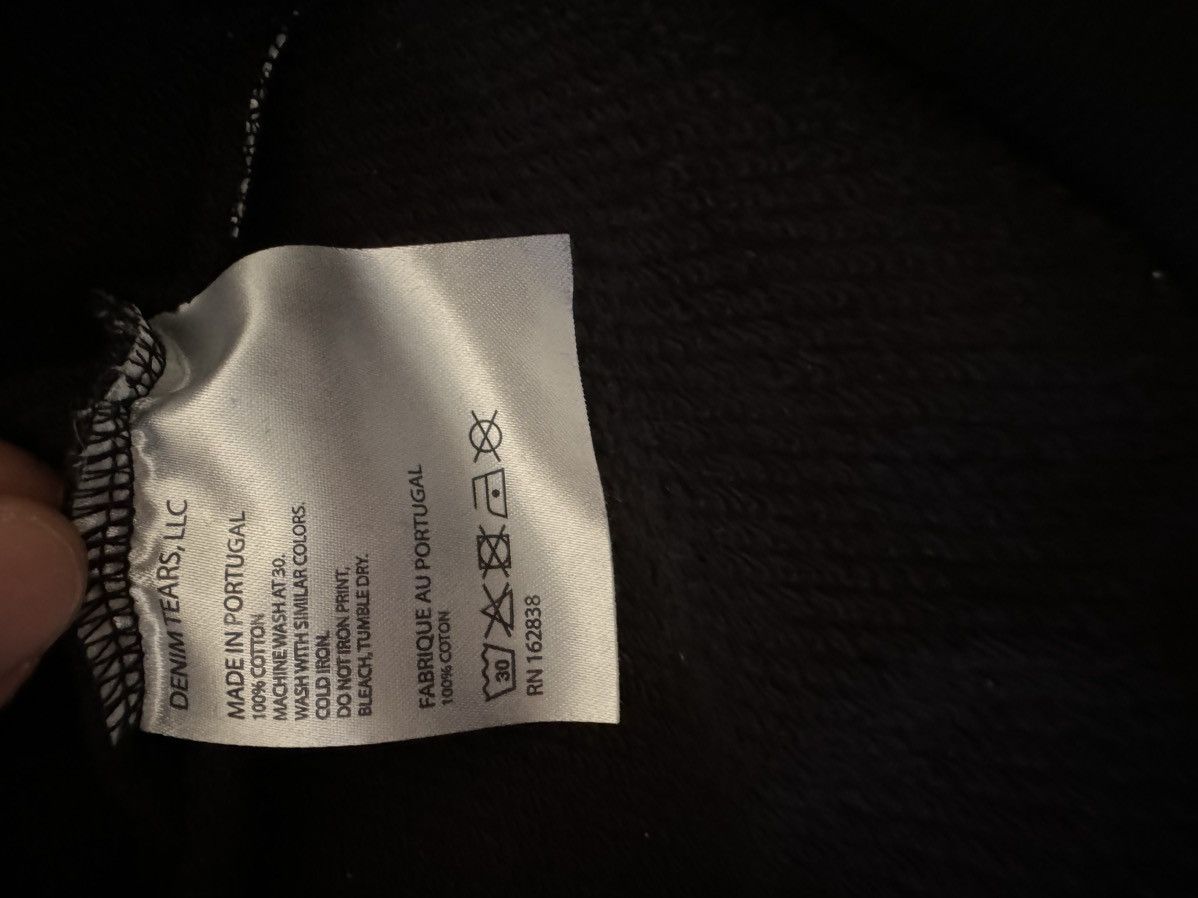 DENIM TEARS, LLC
MADE IN PORTUGAL
100% COTTON
MACHINE WASH AT 30.
WASH WITH SIMILAR COLORS.
COLD IRON.
DO NOT IRON PRINT,
BLEACH, TUMBLE DRY.
FABRIQUE AU PORTUGAL
100% COTON
30
RN 162838